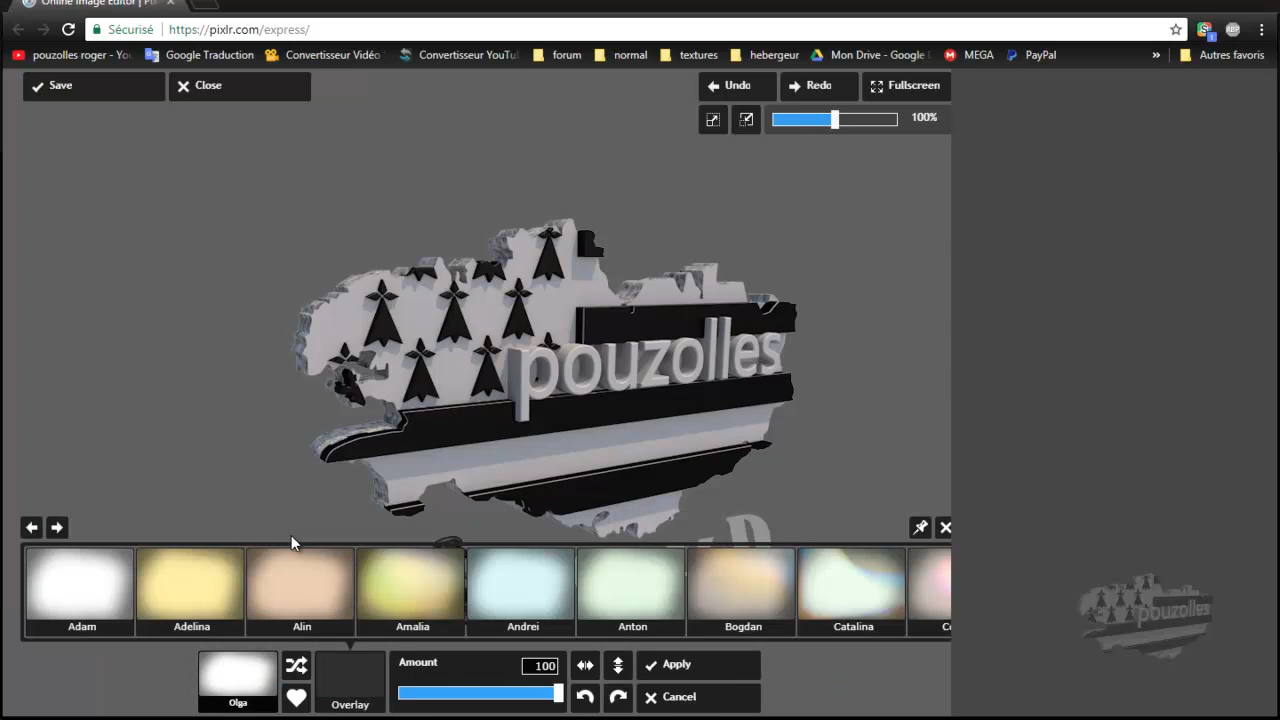 Online Image Editor | Pix
Sécurisé
https://pixlr.com/express/
pouzolles roger - Yo
Google Traduction
Convertisseur Vidéo
Convertisseur YouTu
forum
normal
textures
hebergeur
Mon Drive - Google
MEGA
PayPal
»
Autres favoris
Save
Close
Undo
Redo
Fullscreen
100%
pouzolles
Adam
Adelina
Alin
Amalia
Andrei
Anton
Bogdan
Catalina
pouzolles
Olga
Overlay
Amount
100
Apply
Cancel